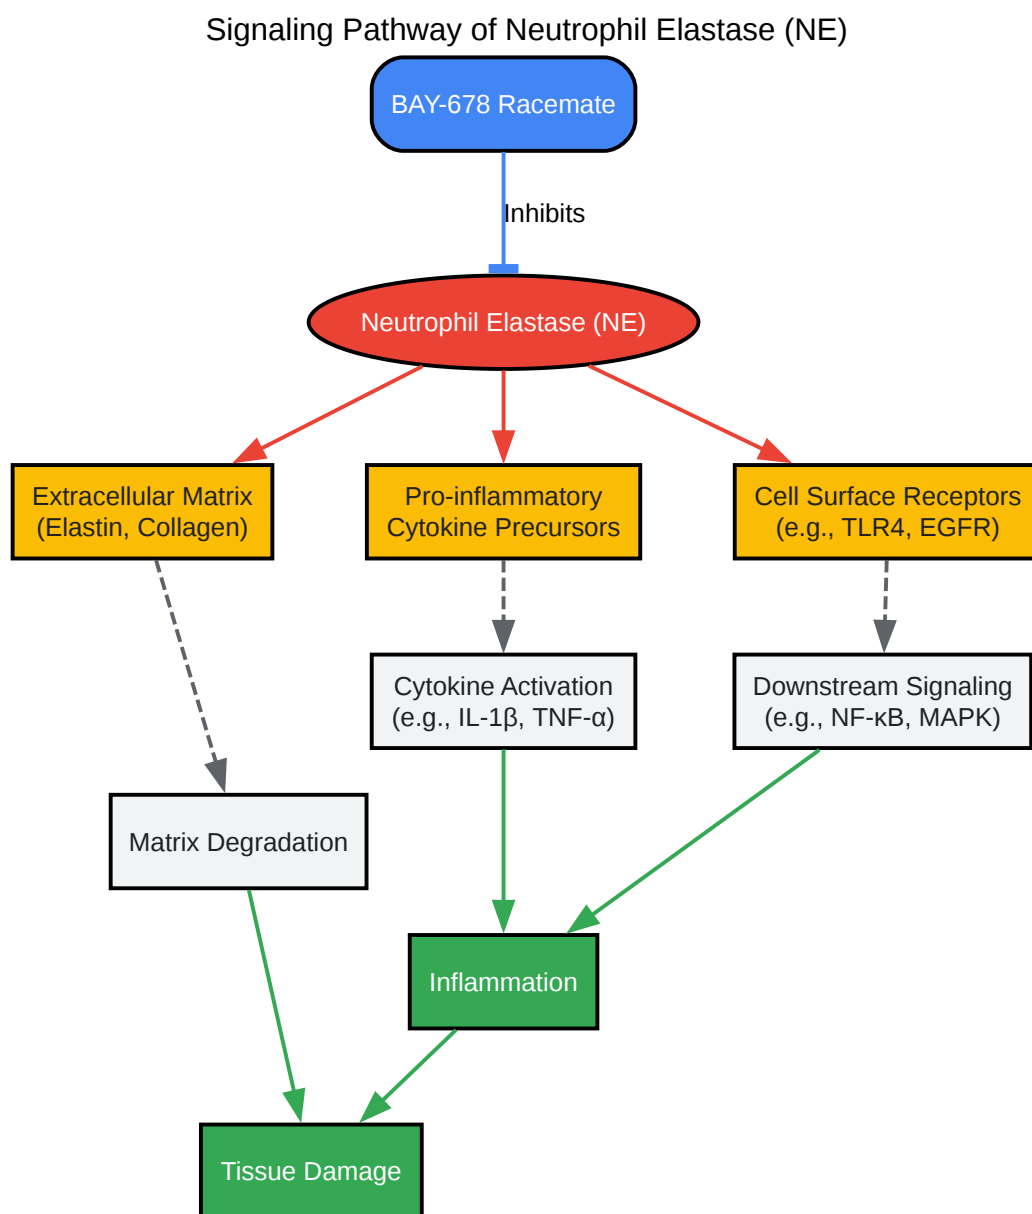 Signaling Pathway of Neutrophil Elastase (NE)
BAY-678 Racemate
Inhibits
Neutrophil Elastase (NE)
Extracellular Matrix
(Elastin, Collagen)
Pro-inflammatory
Cytokine Precursors
Cell Surface Receptors
(e.g., TLR4, EGFR)
Cytokine Activation
(e.g., IL-1β, TNF-α)
Downstream Signaling
(e.g., NF-κB, MAPK)
Matrix Degradation
Inflammation
Tissue Damage